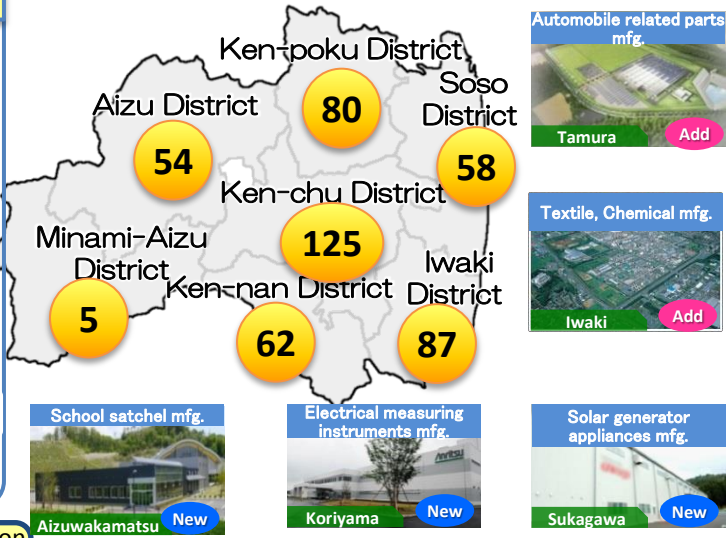 Automobile related parts
mfg.
Tamura
Add
Ken-poku District
80
Soso
District
58
Aizu District
54
Ken-chu District
125
Textile, Chemical mfg.
Iwaki
Add
Minami-Aizu
District
5
Ken-nan District
62
Iwaki
District
87
School satchel mfg.
Aizuwakamatsu
New
Electrical measuring
instruments mfg.
Anritsu
Koriyama
New
Solar generator
appliances mfg.
Sukagawa
New
on